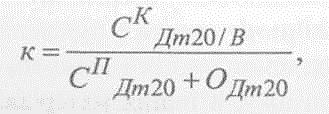 к = С^К_Дт20/В / (С^П_Дт20 + О_Дт20),